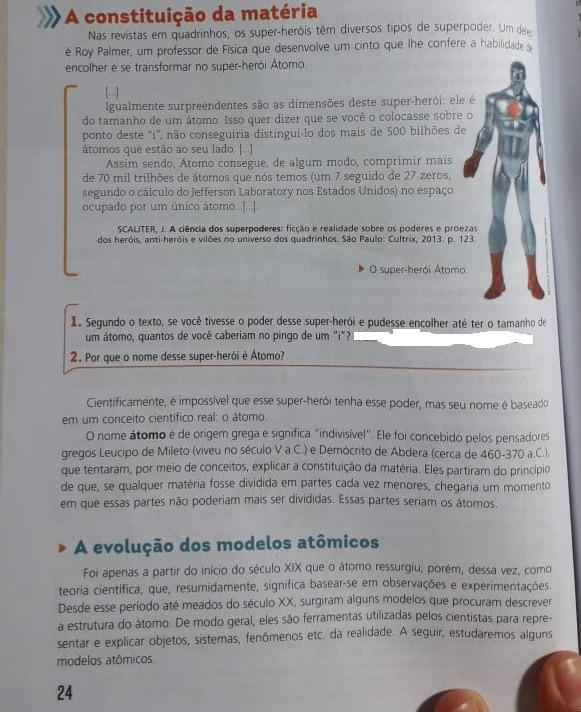 A constituição da matéria
Nas revistas em quadrinhos, os super-heróis têm diversos tipos de superpoder. Um deles
é Roy Palmer, um professor de Física que desenvolve um cinto que lhe confere a habilidade de
encolher e se transformar no super-herói Átomo.
[...]
Igualmente surpreendentes são as dimensões deste super-herói: ele é
do tamanho de um átomo. Isso quer dizer que se você o colocasse sobre o
ponto deste "i", não conseguiria distingui-lo dos mais de 500 bilhões de
átomos que estão ao seu lado. [...]
Assim sendo, Átomo consegue, de algum modo, comprimir mais
de 70 mil trilhões de átomos que nós temos (um 7 seguido de 27 zeros,
segundo o cálculo do Jefferson Laboratory nos Estados Unidos) no espaço
ocupado por um único átomo...[...].
SCALITER, J. A ciência dos superpoderes: ficção e realidade sobre os poderes e proezas
dos heróis, anti-heróis e vilões no universo dos quadrinhos. São Paulo: Cultrix, 2013. p. 123.
O super-herói Átomo.
1. Segundo o texto, se você tivesse o poder desse super-herói e pudesse encolher até ter o tamanho de
um átomo, quantos de você caberiam no pingo de um "i"?
2. Por que o nome desse super-herói é Átomo?
Cientificamente, é impossível que esse super-herói tenha esse poder, mas seu nome é baseado
em um conceito científico real: o átomo.
O nome átomo é de origem grega e significa "indivisível". Ele foi concebido pelos pensadores
gregos Leucipo de Mileto (viveu no século V a.C.) e Demócrito de Abdera (cerca de 460-370 a.C.),
que tentaram, por meio de conceitos, explicar a constituição da matéria. Eles partiram do princípio
de que, se qualquer matéria fosse dividida em partes cada vez menores, chegaria um momento
em que essas partes não poderiam mais ser divididas. Essas partes seriam os átomos.
A evolução dos modelos atômicos
Foi apenas a partir do início do século XIX que o átomo ressurgiu, porém, dessa vez, como
teoria científica, que, resumidamente, significa basear-se em observações e experimentações.
Desde esse período até meados do século XX, surgiram alguns modelos que procuram descrever
a estrutura do átomo. De modo geral, eles são ferramentas utilizadas pelos cientistas para repre-
sentar e explicar objetos, sistemas, fenômenos etc. da realidade. A seguir, estudaremos alguns
modelos atômicos.
24